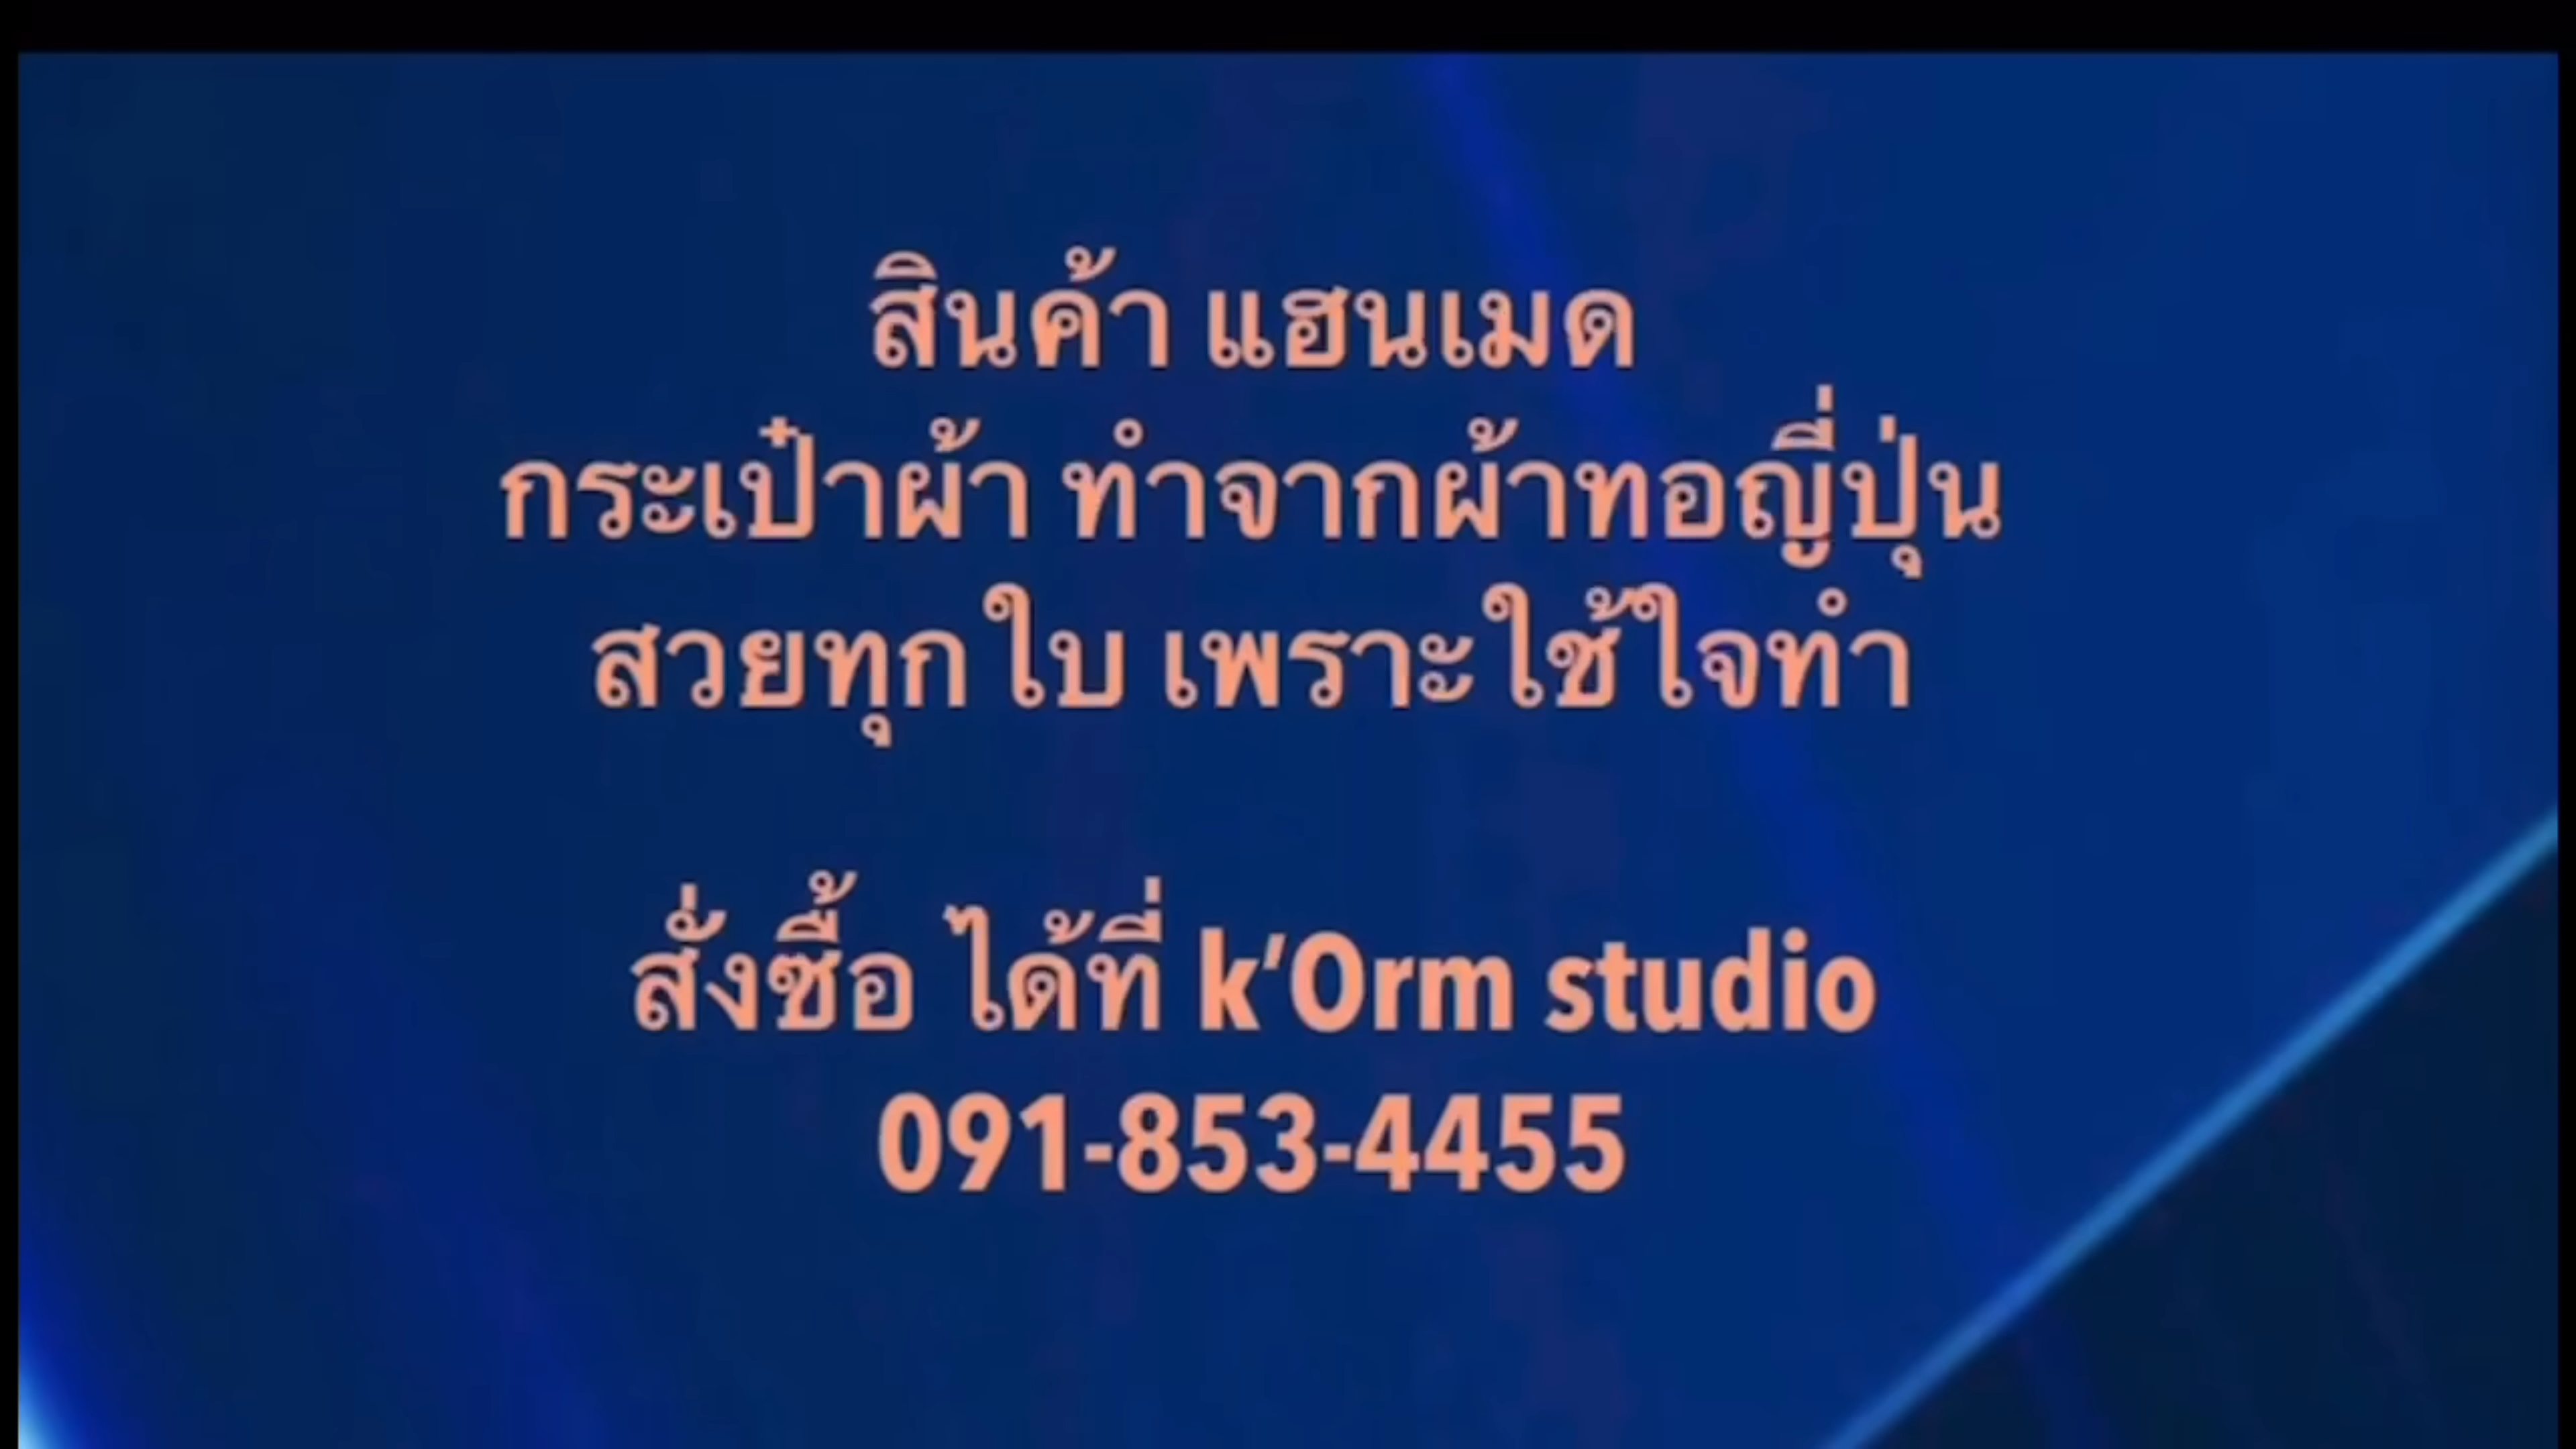 สินค้า แฮนเมด
กระเป๋าผ้า ทำจากผ้าทอญี่ปุ่น
สวยทุกใบ เพราะใช้ใจทำ
สั่งซื้อ ได้ที่ k’Orm studio
091-853-4455